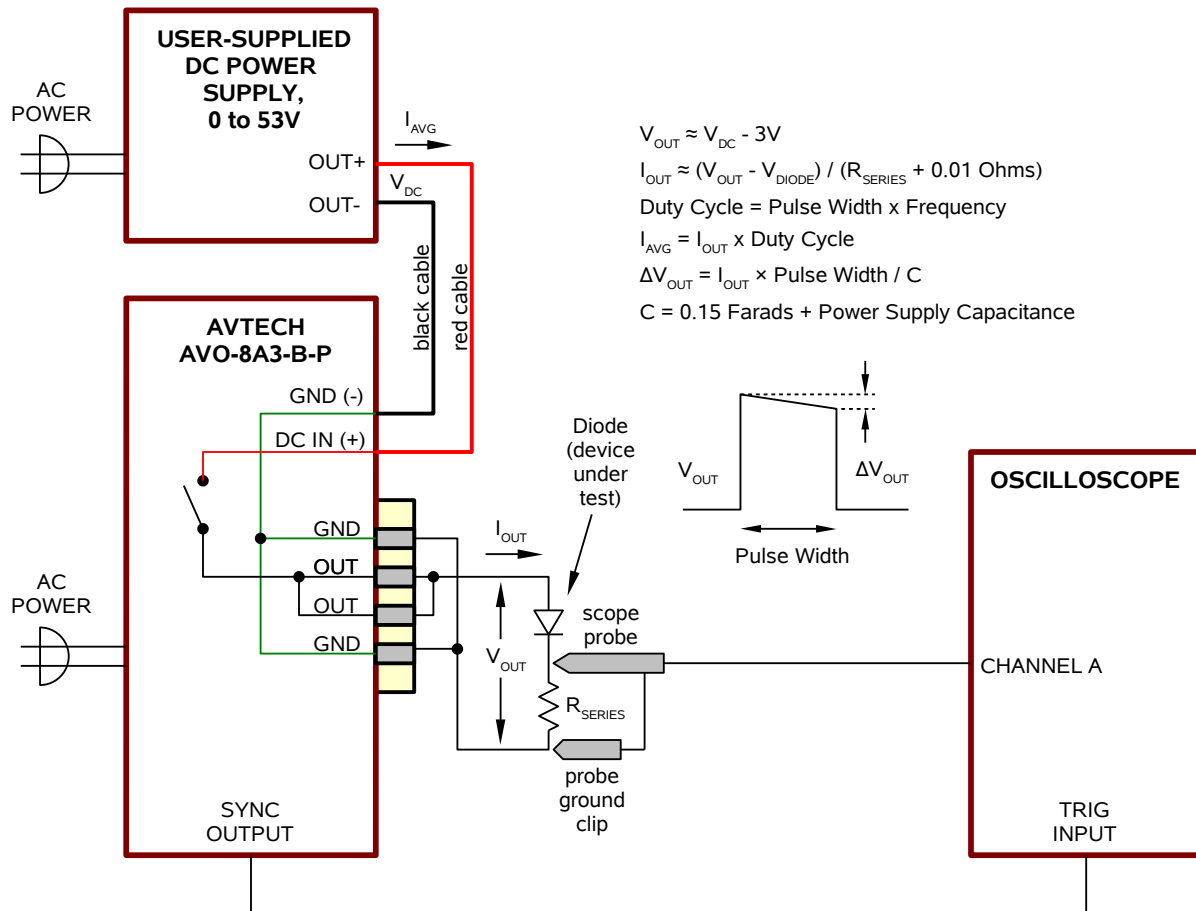 USER-SUPPLIED
DC POWER
SUPPLY,
0 to 53V
AC
POWER
I_AVG
OUT+
V_DC
OUT-
V_OUT ≈ V_DC - 3V
I_OUT ≈ (V_OUT - V_DIODE) / (R_SERIES + 0.01 Ohms)
Duty Cycle = Pulse Width x Frequency
I_AVG = I_OUT x Duty Cycle
ΔV_OUT = I_OUT × Pulse Width / C
C = 0.15 Farads + Power Supply Capacitance
black cable
red cable
AVTECH
AVO-8A3-B-P
GND (-)
DC IN (+)
GND
OUT
OUT
GND
AC
POWER
SYNC
OUTPUT
I_OUT
V_OUT
Diode
(device
under
test)
scope
probe
R_SERIES
probe
ground
clip
V_OUT
ΔV_OUT
Pulse Width
OSCILLOSCOPE
CHANNEL A
TRIG
INPUT